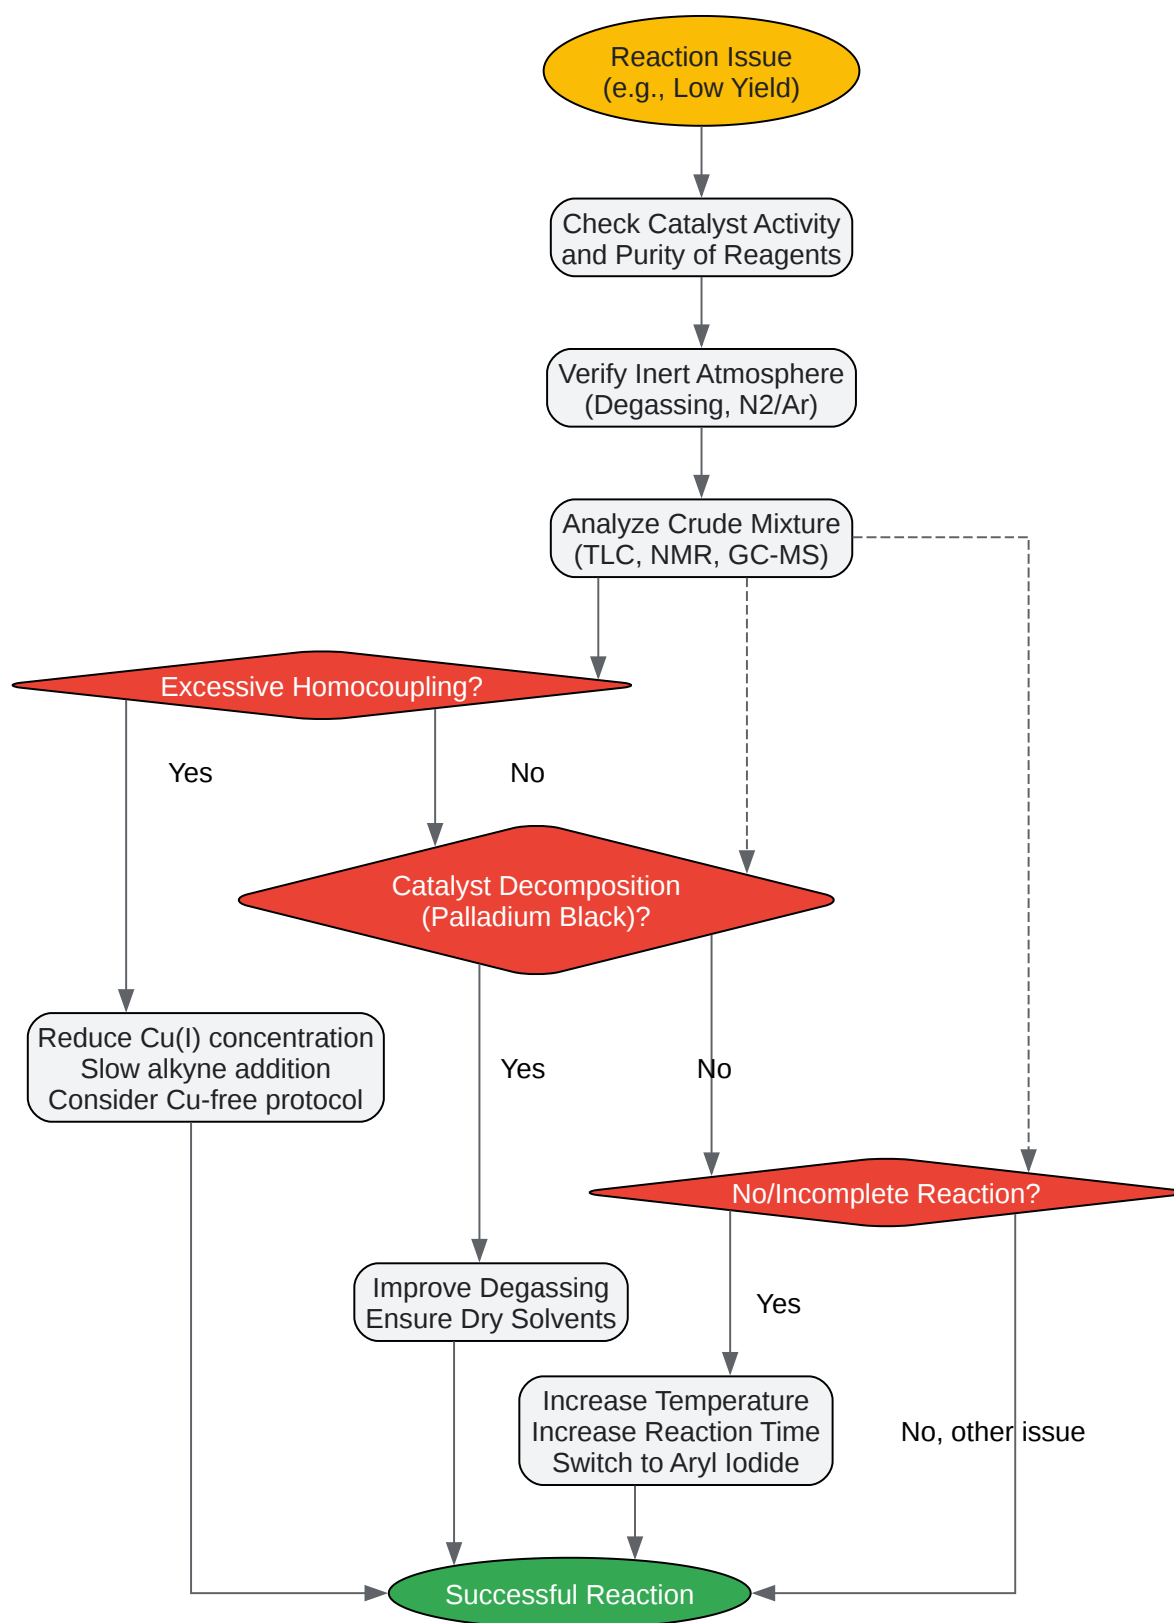 Reaction Issue
(e.g., Low Yield)
Check Catalyst Activity
and Purity of Reagents
Verify Inert Atmosphere
(Degassing, N2/Ar)
Analyze Crude Mixture
(TLC, NMR, GC-MS)
Excessive Homocoupling?
Yes
No
Catalyst Decomposition
(Palladium Black)?
Reduce Cu(I) concentration
Slow alkyne addition
Consider Cu-free protocol
Yes
No
No/Incomplete Reaction?
Improve Degassing
Ensure Dry Solvents
Yes
Increase Temperature
Increase Reaction Time
Switch to Aryl Iodide
No, other issue
Successful Reaction